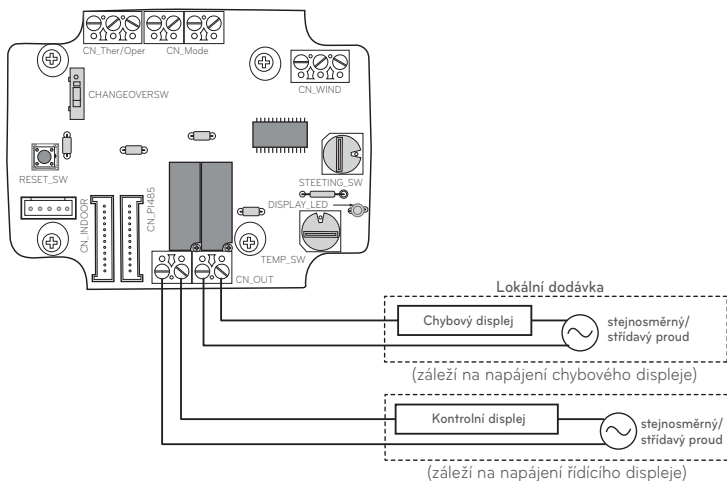 CN_Ther/Oper
CN_Mode
CN_WIND
CHANGEOVERSW
RESET_SW
STEETING_SW
DISPLAY_LED
CN_INDOOR
CN_PI485
TEMP_SW
CN_OUT
Lokální dodávka
Chybový displej
stejnosměrný/
střídavý proud
(záleží na napájení chybového displeje)
Kontrolní displej
stejnosměrný/
střídavý proud
(záleží na napájení řídícího displeje)